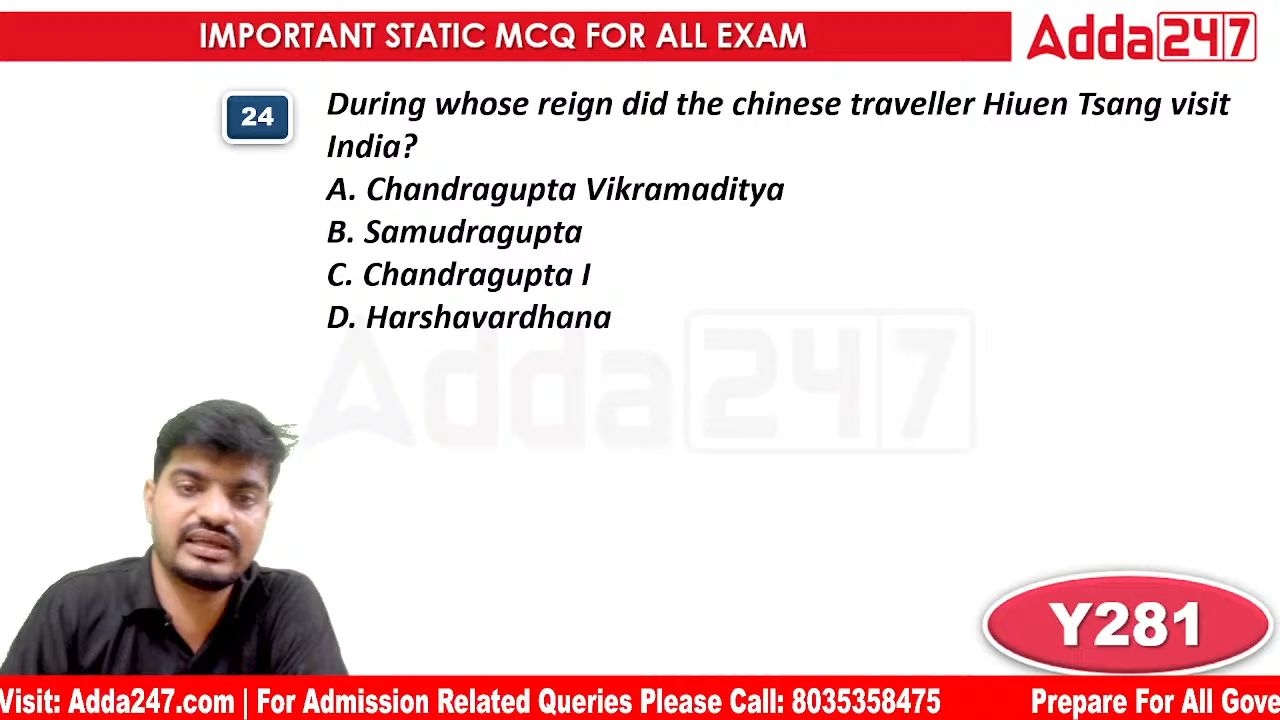 IMPORTANT STATIC MCQ FOR ALL EXAM
Adda247
24
During whose reign did the chinese traveller Hiuen Tsang visit
India?
A. Chandragupta Vikramaditya
B. Samudragupta
C. Chandragupta I
D. Harshavardhana
Adda247
Y281
Visit: Adda247.com | For Admission Related Queries Please Call: 8035358475 Prepare For All Gove